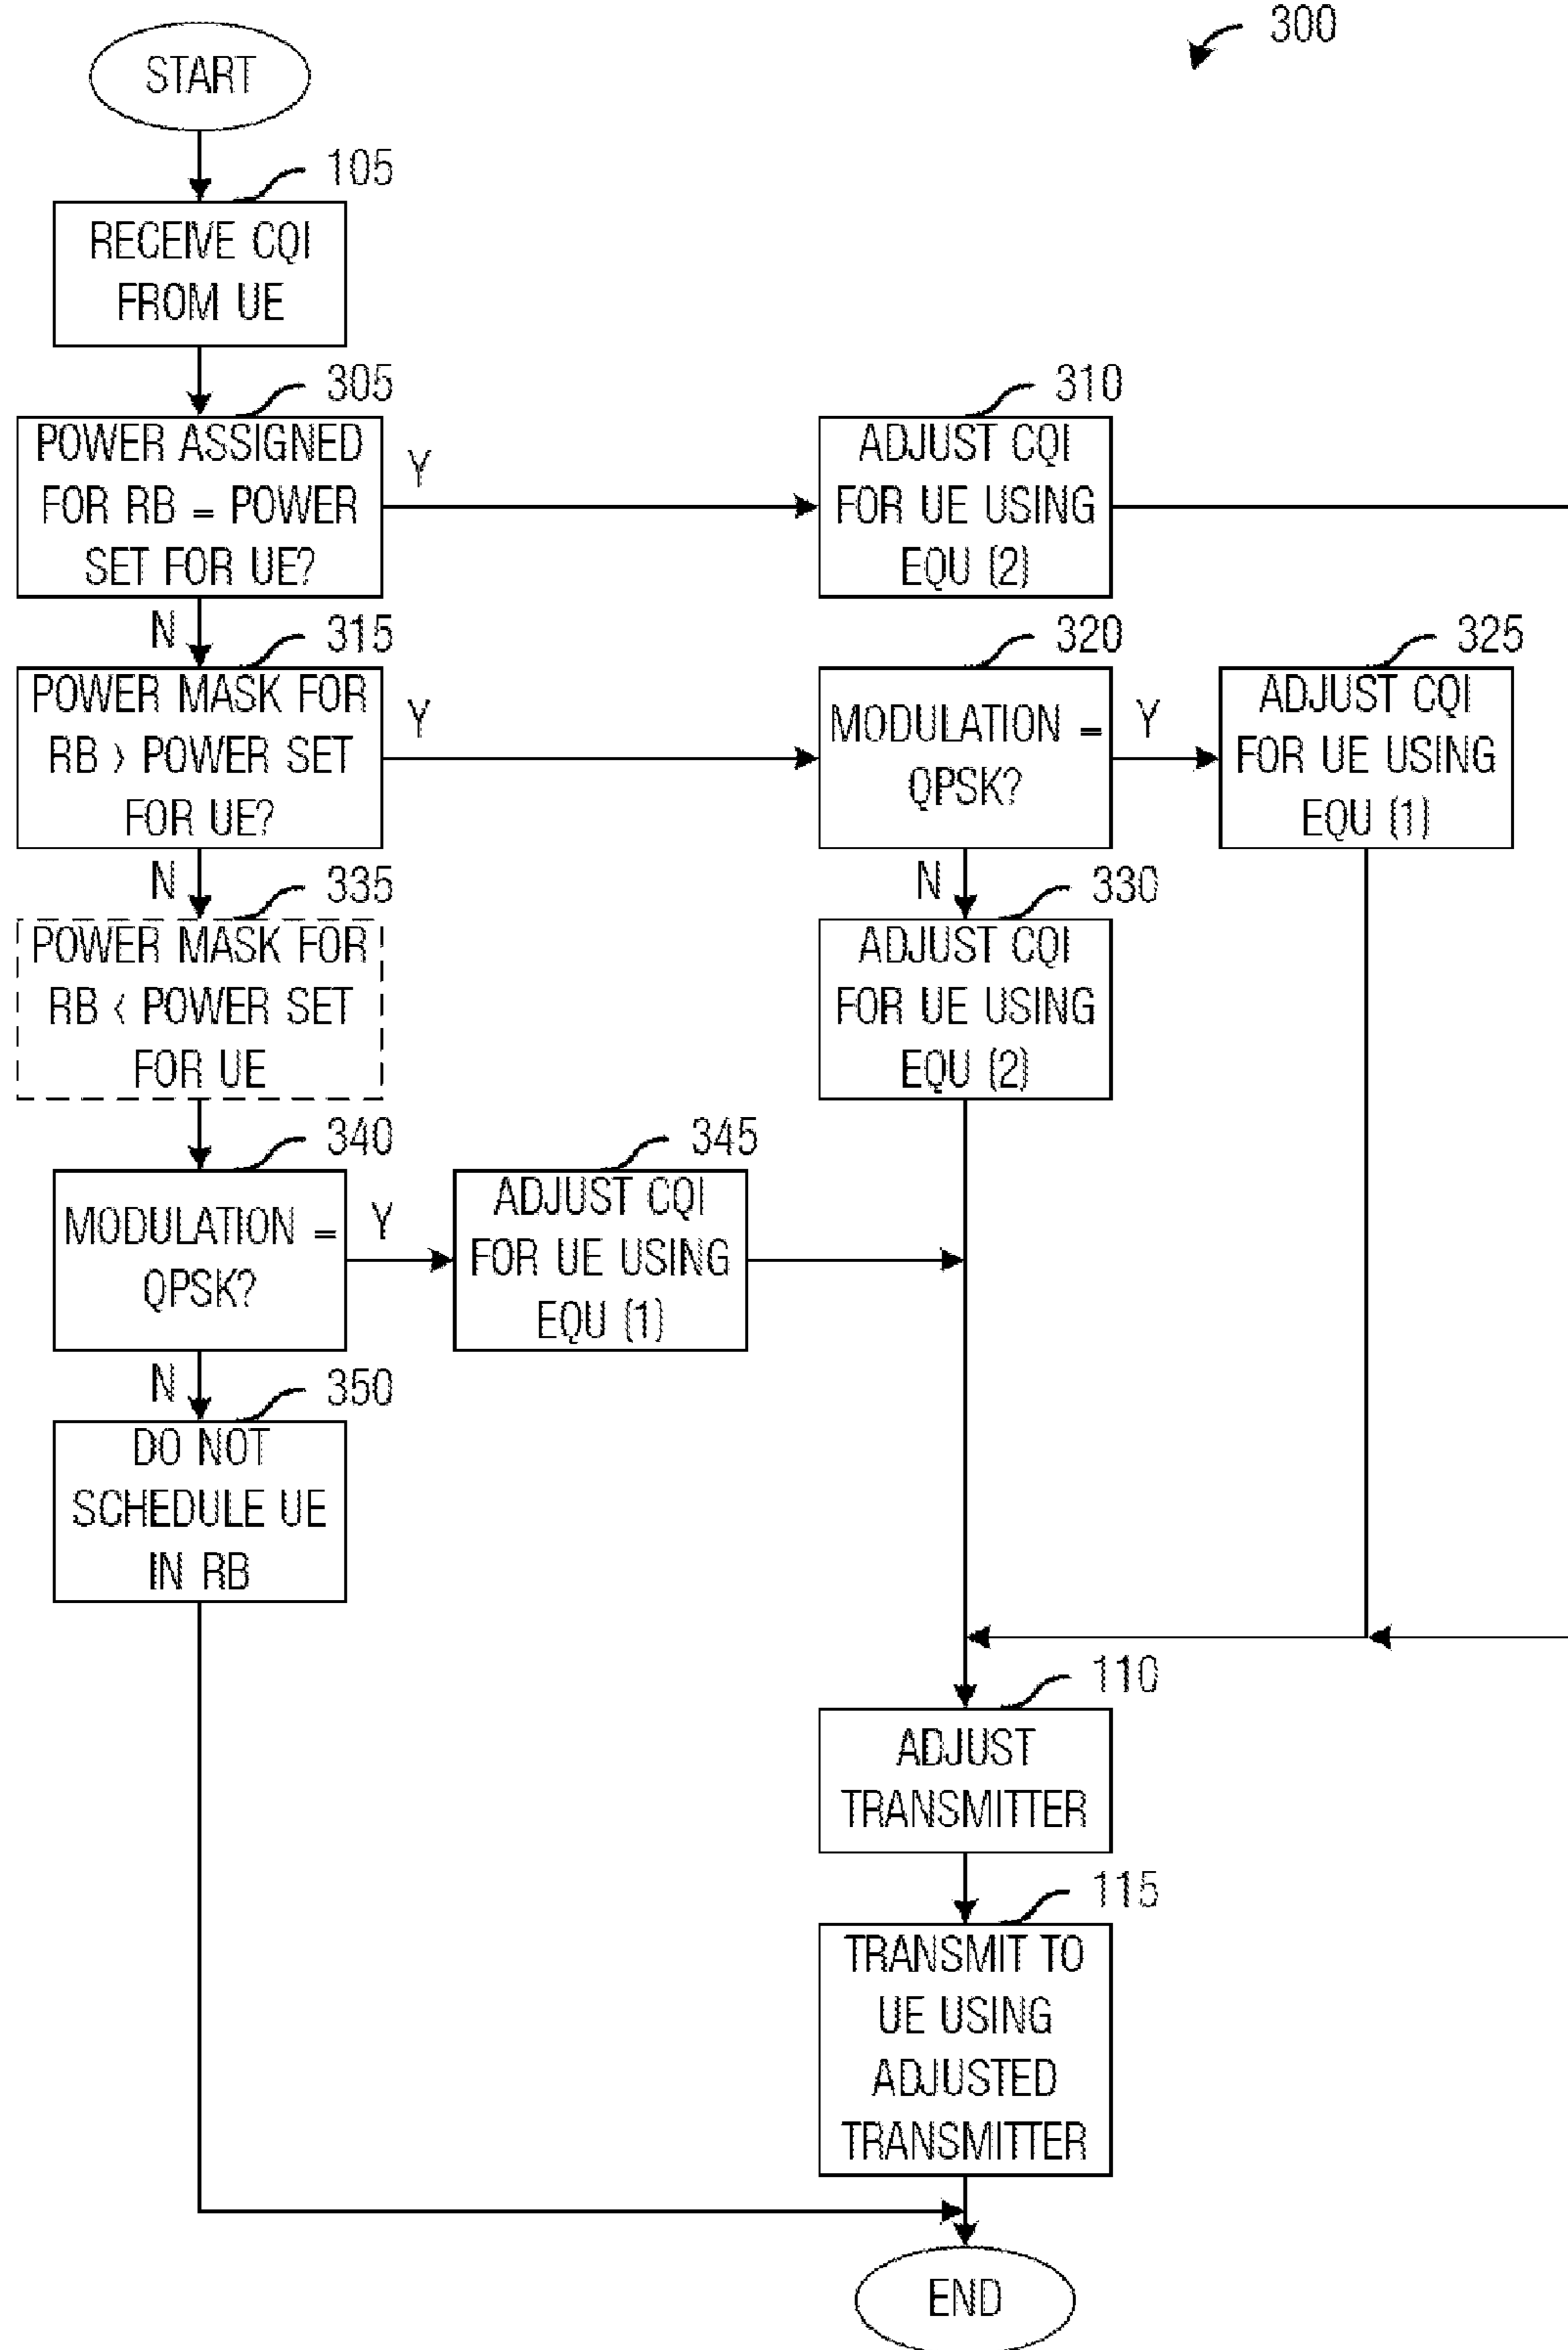 300
START
105
RECEIVE CQI
FROM UE
305
POWER ASSIGNED
FOR RB = POWER
SET FOR UE?
Y
310
ADJUST CQI
FOR UE USING
EQU (2)
N
315
POWER MASK FOR
RB > POWER SET
FOR UE?
Y
320
MODULATION =
QPSK?
Y
325
ADJUST CQI
FOR UE USING
EQU (1)
N
335
POWER MASK FOR
RB < POWER SET
FOR UE
N
330
ADJUST CQI
FOR UE USING
EQU (2)
340
MODULATION =
QPSK?
Y
345
ADJUST CQI
FOR UE USING
EQU (1)
N
350
DO NOT
SCHEDULE UE
IN RB
110
ADJUST
TRANSMITTER
115
TRANSMIT TO
UE USING
ADJUSTED
TRANSMITTER
END